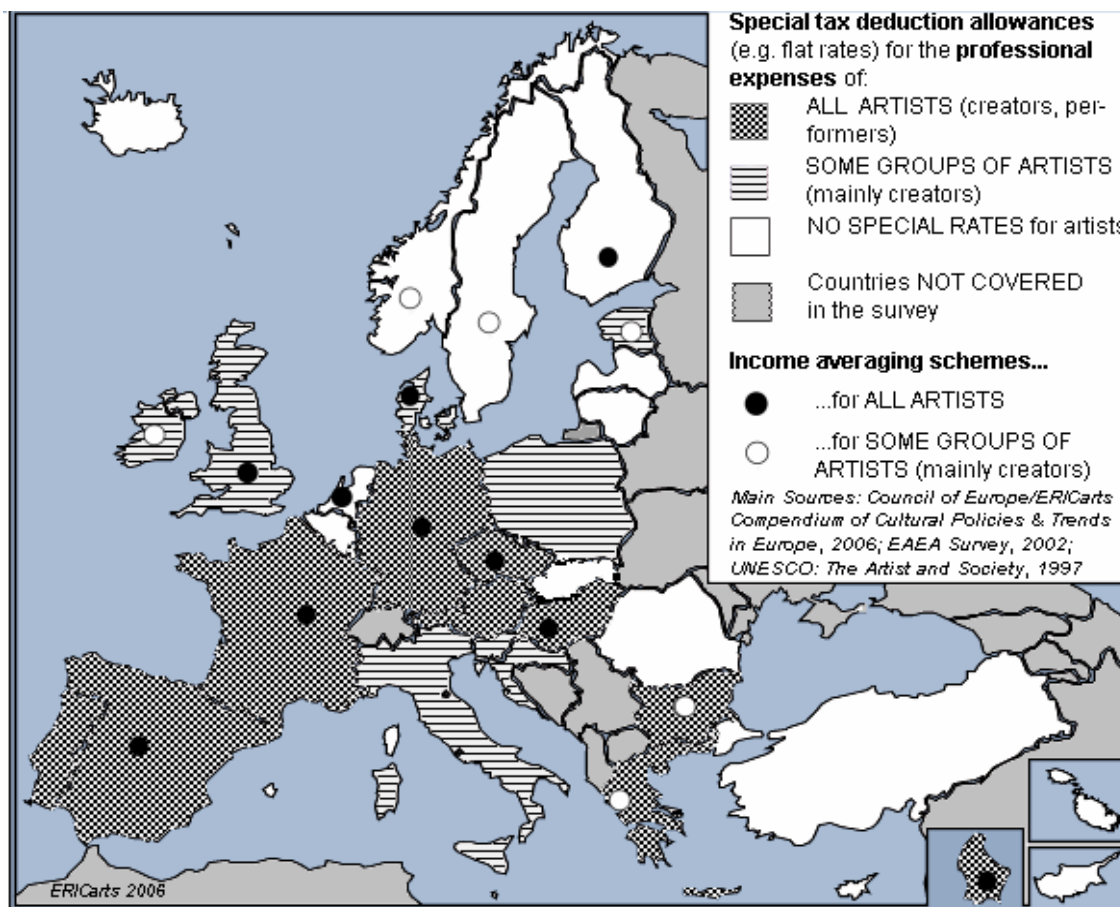 Special tax deduction allowances
(e.g. flat rates) for the professional
expenses of:
ALL ARTISTS (creators, per-
formers)
SOME GROUPS OF ARTISTS
(mainly creators)
NO SPECIAL RATES for artists
Countries NOT COVERED
in the survey
Income averaging schemes...
...for ALL ARTISTS
...for SOME GROUPS OF
ARTISTS (mainly creators)
Main Sources: Council of Europe/ERICarts
Compendium of Cultural Policies & Trends
in Europe, 2006; EAEA Survey, 2002;
UNESCO: The Artist and Society, 1997
ERICarts 2006